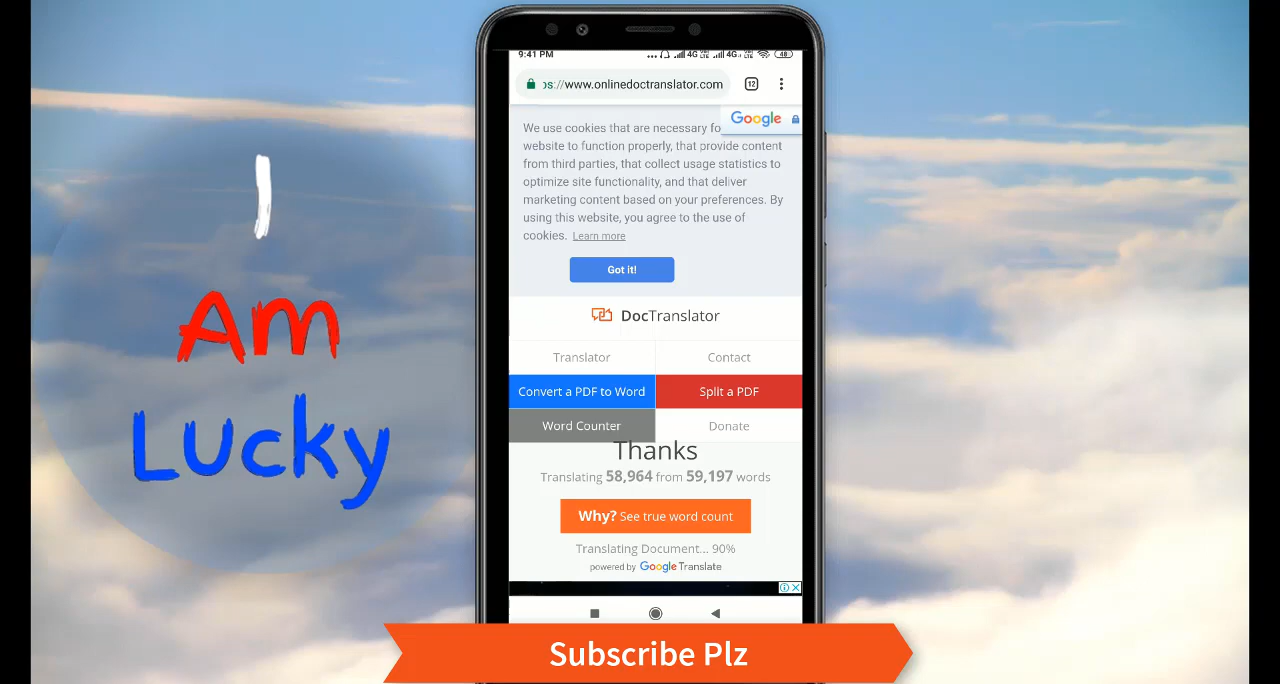 I
Am
Lucky
9:41 PM
4G
4G
48
ps://www.onlinedoctranslator.com
12
Google
We use cookies that are necessary fo
website to function properly, that provide content
from third parties, that collect usage statistics to
optimize site functionality, and that deliver
marketing content based on your preferences. By
using this website, you agree to the use of
cookies. Learn more
Got it!
DocTranslator
Translator
Contact
Convert a PDF to Word
Split a PDF
Word Counter
Donate
Thanks
Translating 58,964 from 59,197 words
Why? See true word count
Translating Document... 90%
powered by Google Translate
Subscribe Plz